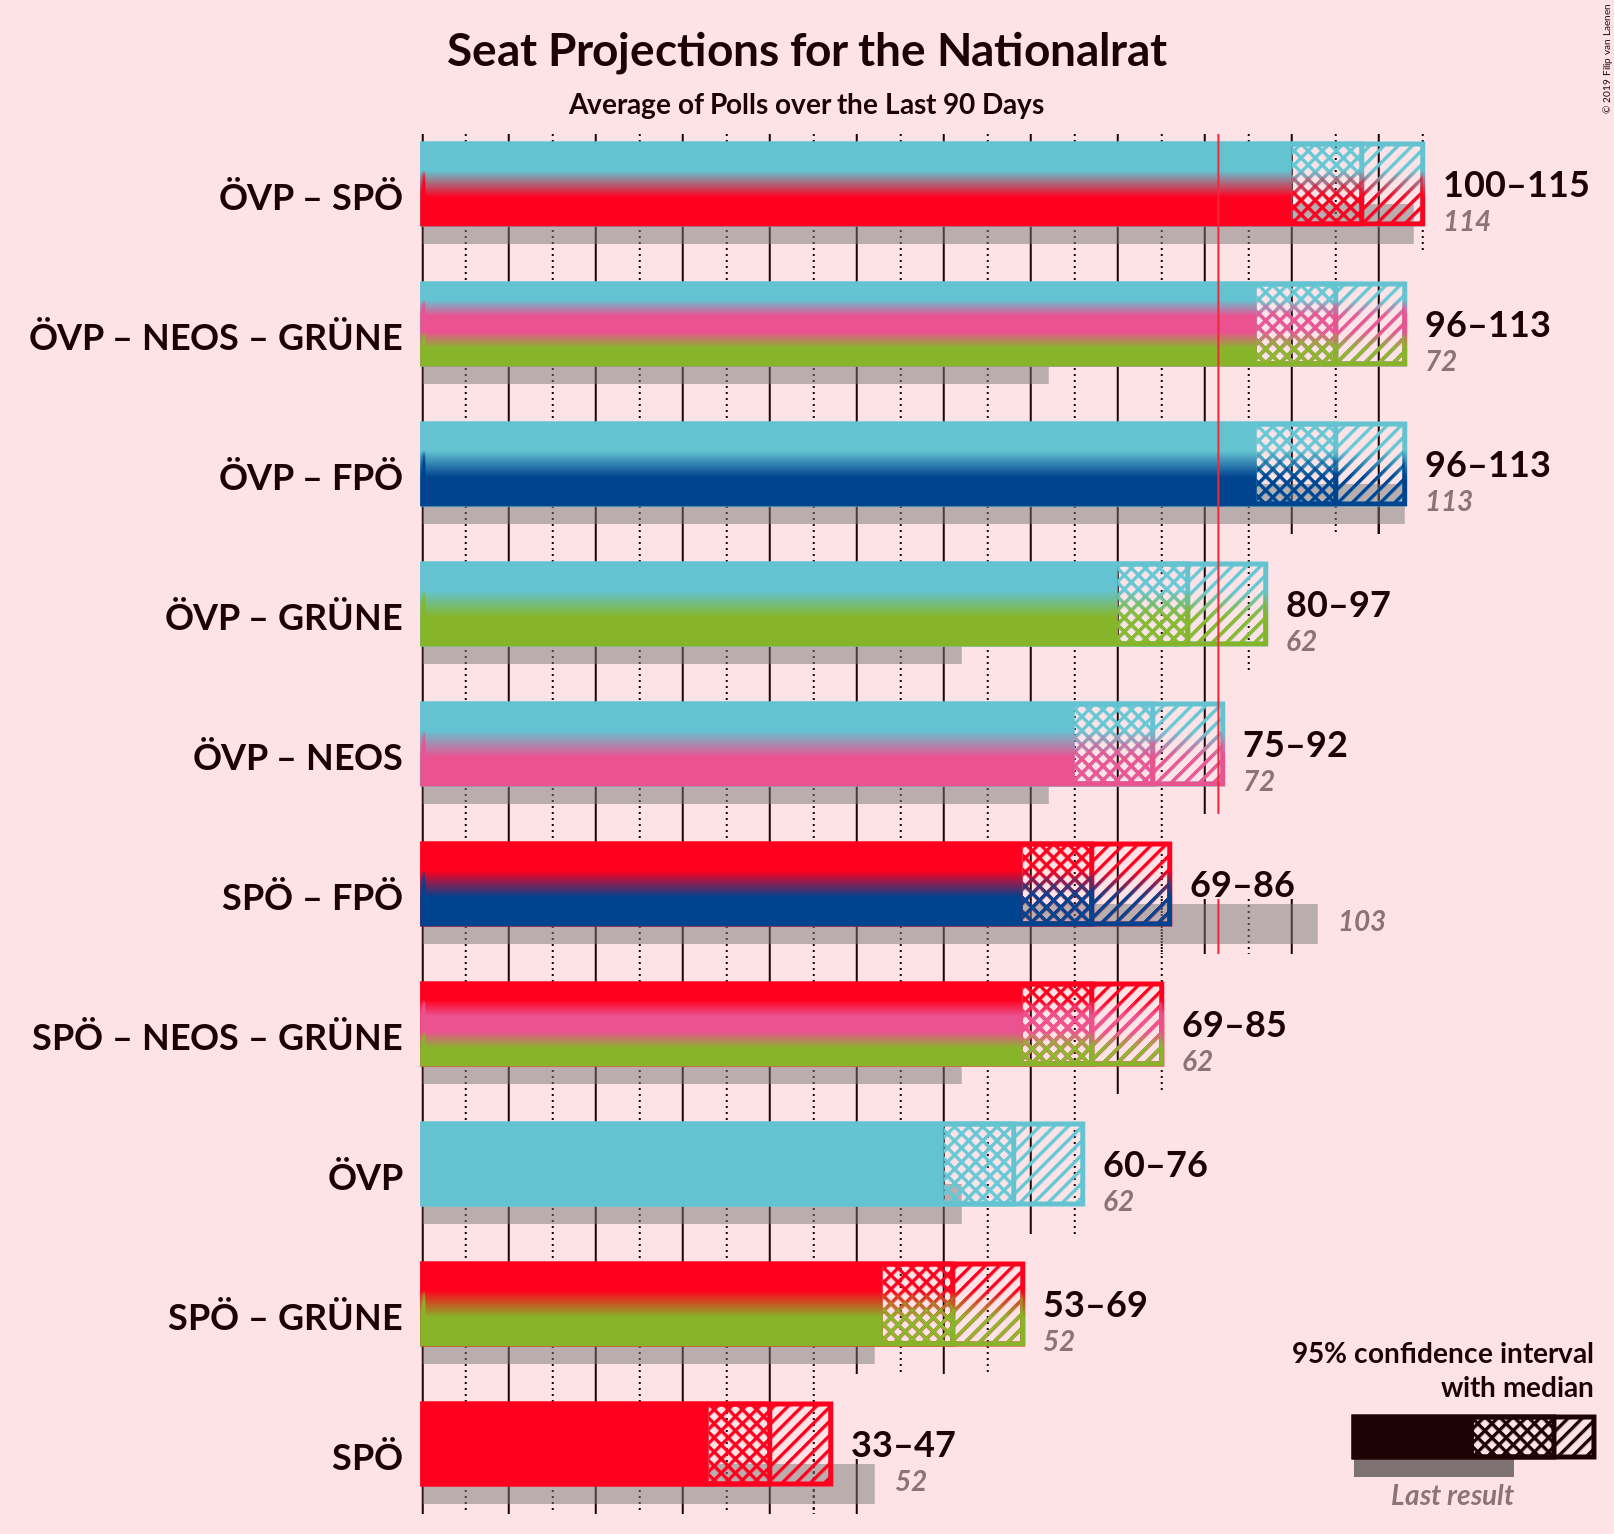 Seat Projections for the Nationalrat
Average of Polls over the Last 90 Days
© 2019 Filip van Laenen
ÖVP – SPÖ
100–115
114
ÖVP – NEOS – GRÜNE
96–113
72
ÖVP – FPÖ
96–113
113
ÖVP – GRÜNE
80–97
62
ÖVP – NEOS
75–92
72
SPÖ – FPÖ
69–86
103
SPÖ – NEOS – GRÜNE
69–85
62
ÖVP
60–76
62
SPÖ – GRÜNE
53–69
52
SPÖ
33–47
52
95% confidence interval
with median
Last result